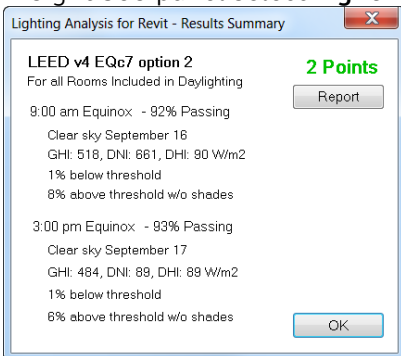 Lighting Analysis for Revit - Results Summary
LEED v4 EQc7 option 2
2 Points
For all Rooms Included in Daylighting
Report
9:00 am Equinox - 92% Passing
Clear sky September 16
GHI: 518, DNI: 661, DHI: 90 W/m2
1% below threshold
8% above threshold w/o shades
3:00 pm Equinox - 93% Passing
Clear sky September 17
GHI: 484, DNI: 89, DHI: 89 W/m2
1% below threshold
6% above threshold w/o shades
OK